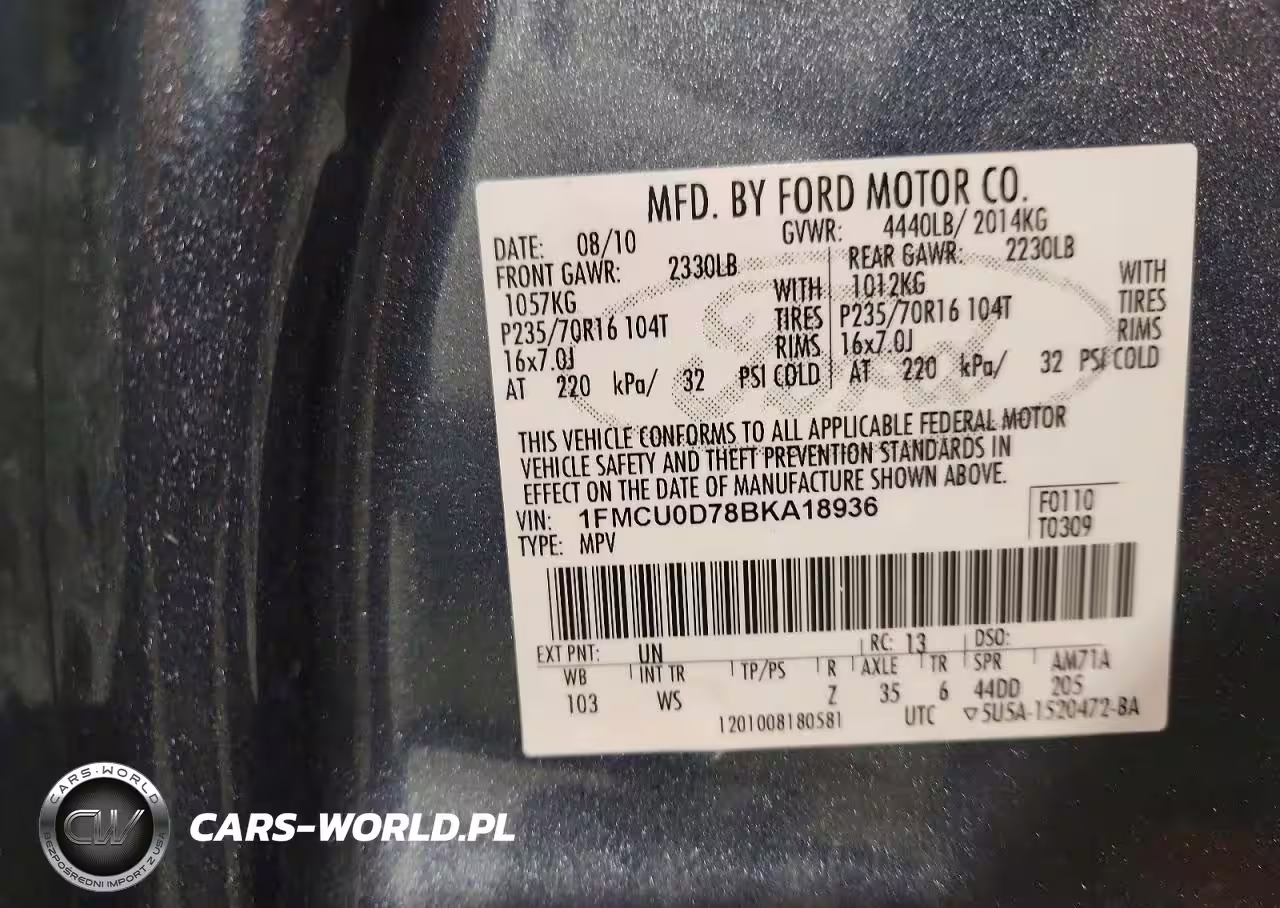 MFD. BY FORD MOTOR CO.
DATE: 08/10 GVWR: 4440LB/ 2014KG
FRONT GAWR: 2330LB REAR GAWR: 2230LB
1057KG WITH 1012KG WITH
P235/70R16 104T TIRES P235/70R16 104T TIRES
16x7.0J RIMS 16x7.0J RIMS
AT 220 kPa/ 32 PSI COLD AT 220 kPa/ 32 PSI COLD
THIS VEHICLE CONFORMS TO ALL APPLICABLE FEDERAL MOTOR
VEHICLE SAFETY AND THEFT PREVENTION STANDARDS IN
EFFECT ON THE DATE OF MANUFACTURE SHOWN ABOVE.
VIN: 1FMCU0D78BKA18936 F0110
TYPE: MPV T0309
EXT PNT: UN RC: 13 DSO:
WB INT TR TP/PS R AXLE TR SPR AM71A
103 WS Z 35 6 44DD 205
1201008180581 UTC ▽5U5A-1520472-BA
Ford
CARS-WORLD
CW
BEZPOŚREDNI IMPORT Z USA
CARS-WORLD.PL